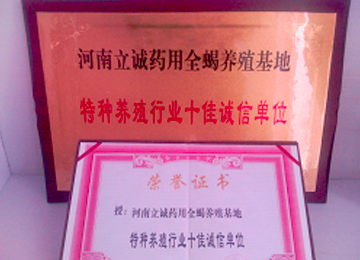 河南立诚药用全蝎养殖基地
特种养殖行业十佳诚信单位
荣誉证书
授：河南立诚药用全蝎养殖基地
特种养殖行业十佳诚信单位